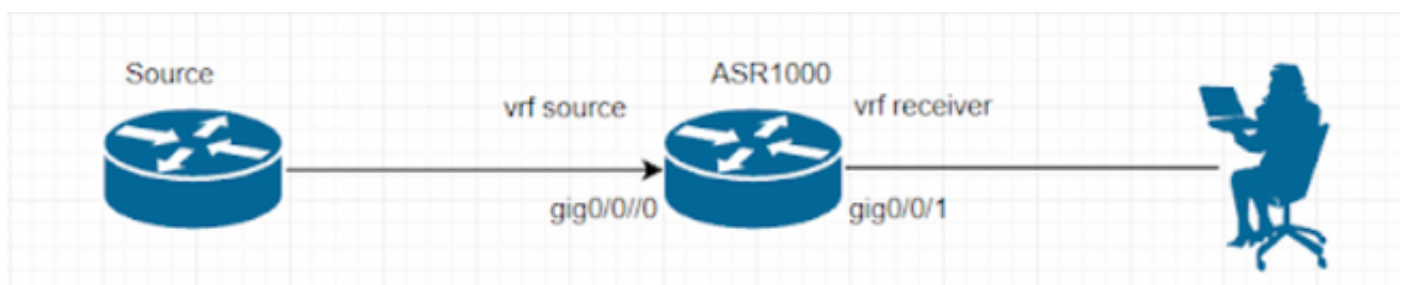 Source
ASR1000
vrf source
vrf receiver
gig0/0//0
gig0/0/1